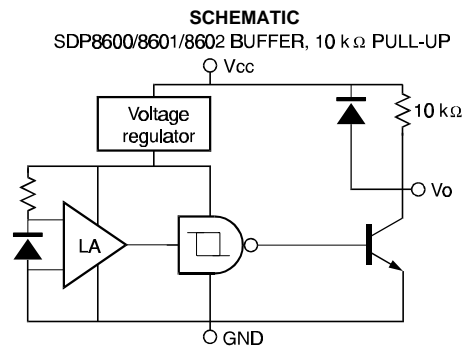 SCHEMATIC
SDP8600/8601/8602 BUFFER, 10 kΩ PULL-UP
Vcc
Voltage
regulator
10 kΩ
Vo
LA
GND